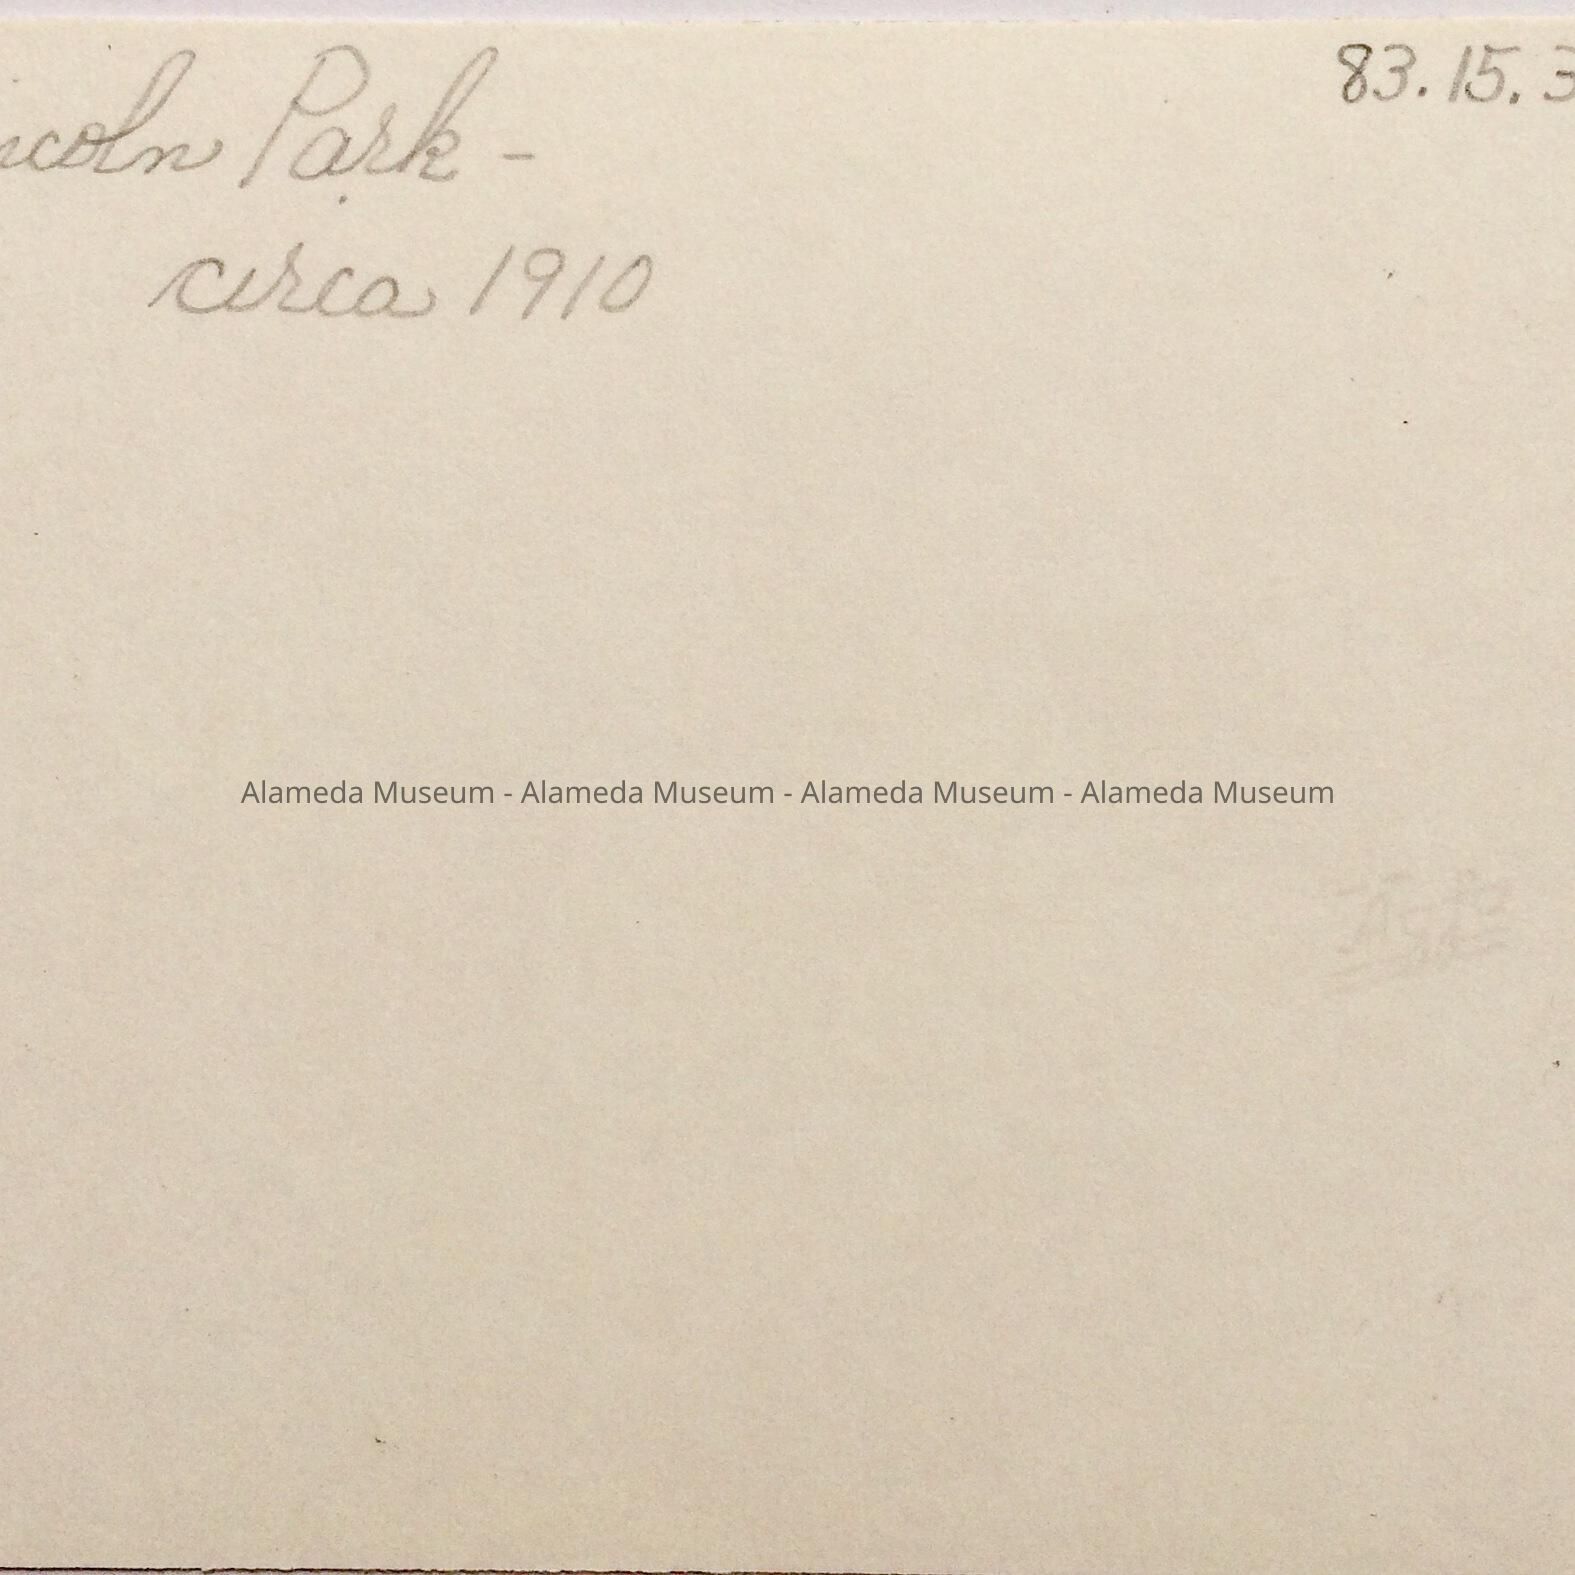 incoln Park -
83.15.3
circa 1910
Alameda Museum - Alameda Museum - Alameda Museum - Alameda Museum